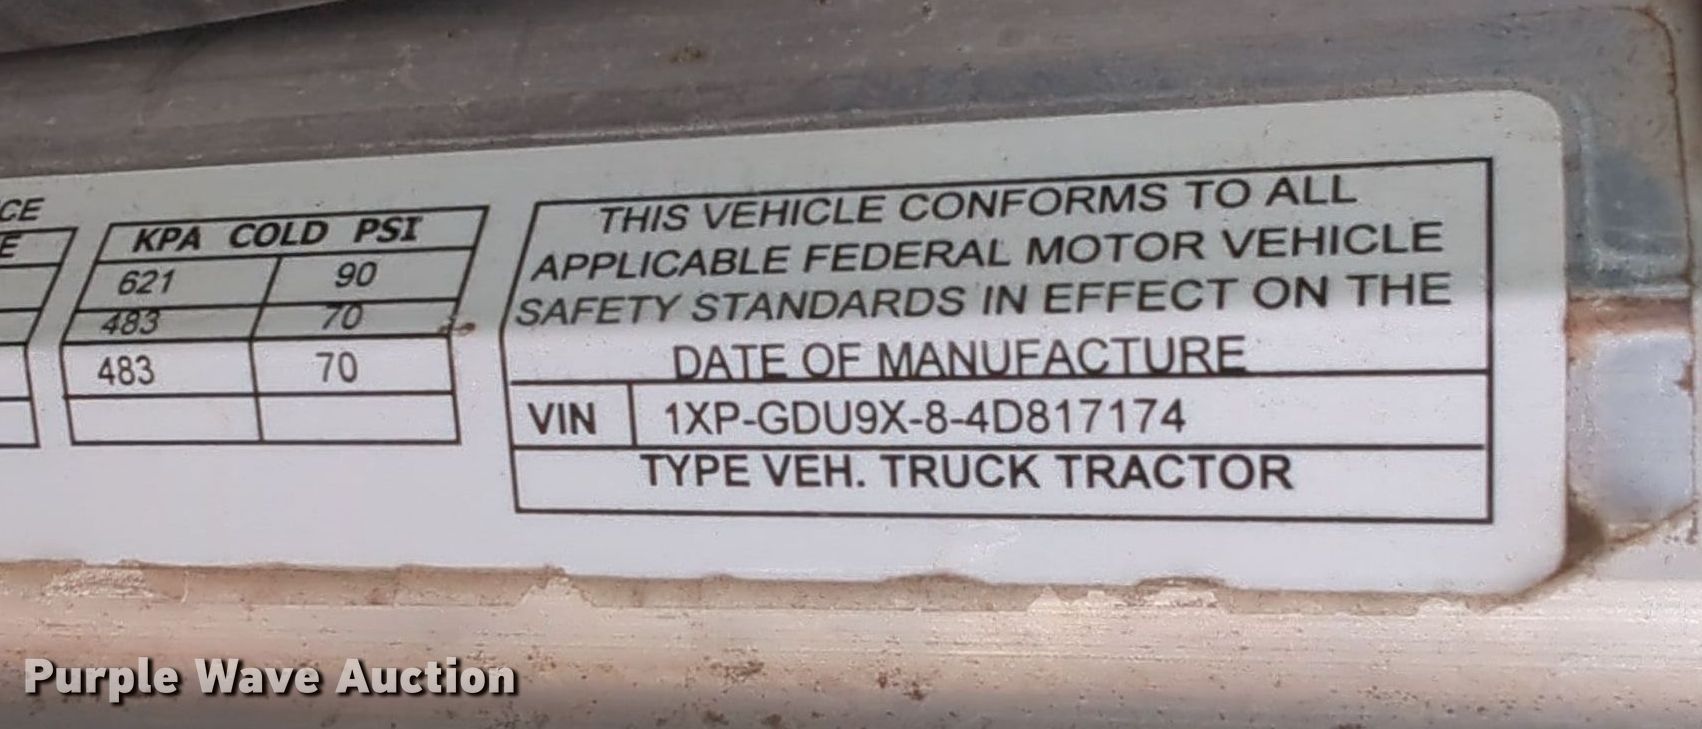 CE
E
KPA COLD PSI
621 90
483 70
483 70
THIS VEHICLE CONFORMS TO ALL
APPLICABLE FEDERAL MOTOR VEHICLE
SAFETY STANDARDS IN EFFECT ON THE
DATE OF MANUFACTURE
VIN 1XP-GDU9X-8-4D817174
TYPE VEH. TRUCK TRACTOR
Purple Wave Auction